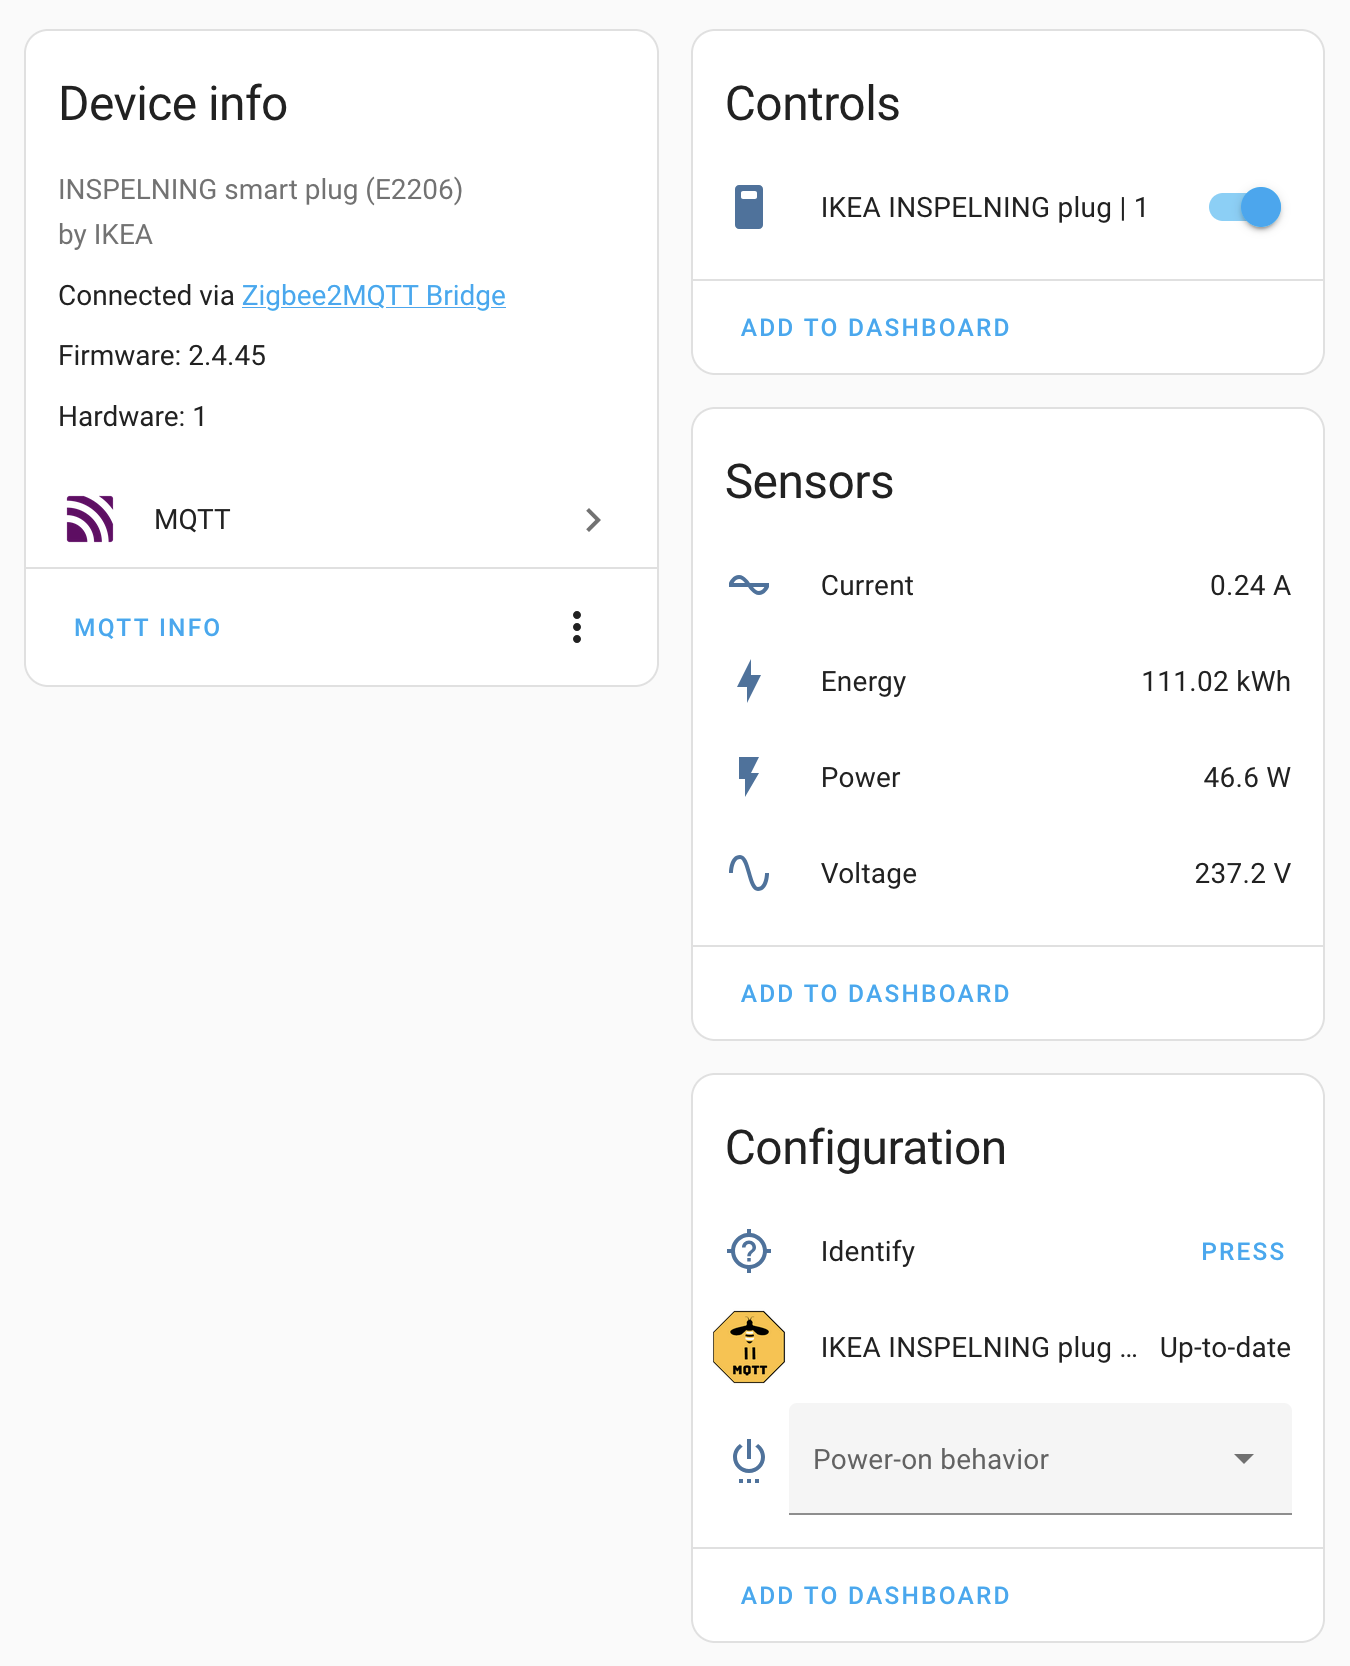 Device info
INSPELNING smart plug (E2206)
by IKEA
Connected via Zigbee2MQTT Bridge
Firmware: 2.4.45
Hardware: 1
MQTT
MQTT INFO
Controls
IKEA INSPELNING plug | 1
ADD TO DASHBOARD
Sensors
Current 0.24 A
Energy 111.02 kWh
Power 46.6 W
Voltage 237.2 V
ADD TO DASHBOARD
Configuration
Identify PRESS
MQTT
IKEA INSPELNING plug ... Up-to-date
Power-on behavior
ADD TO DASHBOARD